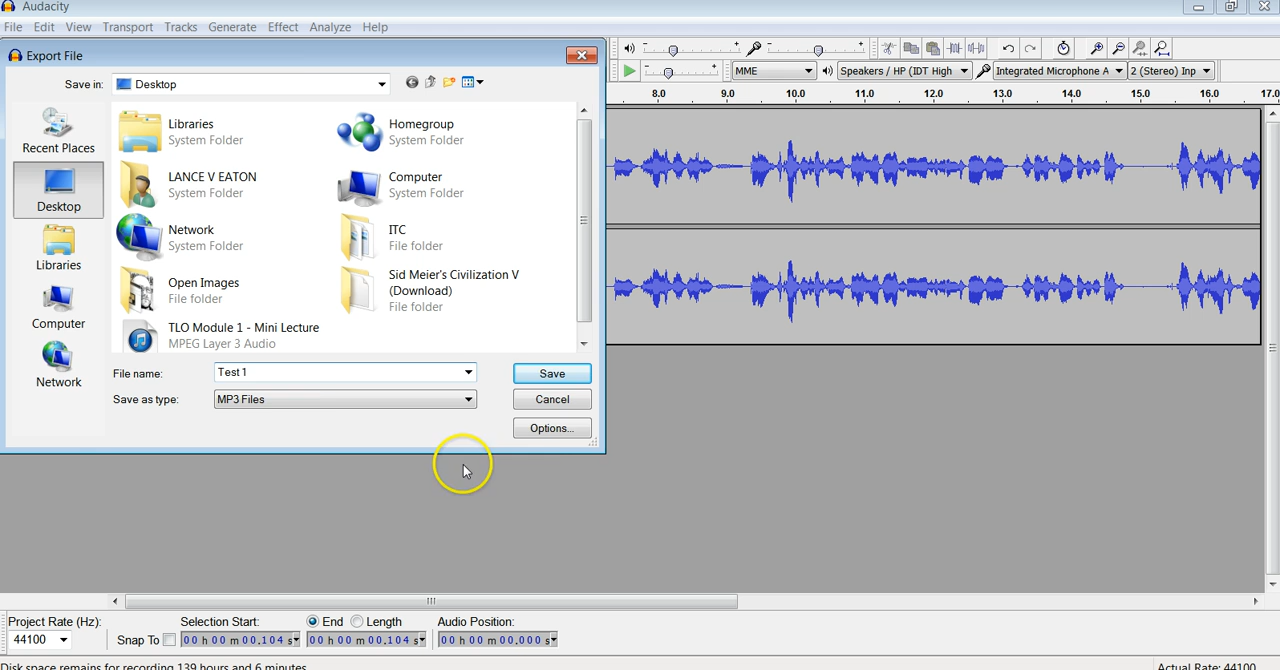 Audacity
File Edit View Transport Tracks Generate Effect Analyze Help
Export File
Save in: Desktop
Recent Places
Desktop
Libraries
Computer
Network
Libraries
System Folder
Homegroup
System Folder
LANCE V EATON
System Folder
Computer
System Folder
Network
System Folder
ITC
File folder
Open Images
File folder
Sid Meier's Civilization V
(Download)
File folder
TLO Module 1 - Mini Lecture
MPEG Layer 3 Audio
File name: Test 1 Save
Save as type: MP3 Files Cancel
Options...
MME Speakers / HP (IDT High Integrated Microphone A 2 (Stereo) Inp
8.0 9.0 10.0 11.0 12.0 13.0 14.0 15.0 16.0 17.0
Project Rate (Hz): Selection Start: End Length Audio Position:
44100 Snap To 00 h 00 m 00.104 s 00 h 00 m 00.104 s 00 h 00 m 00.000 s
Disk space remains for recording 139 hours and 6 minutes
Actual Rate: 44100